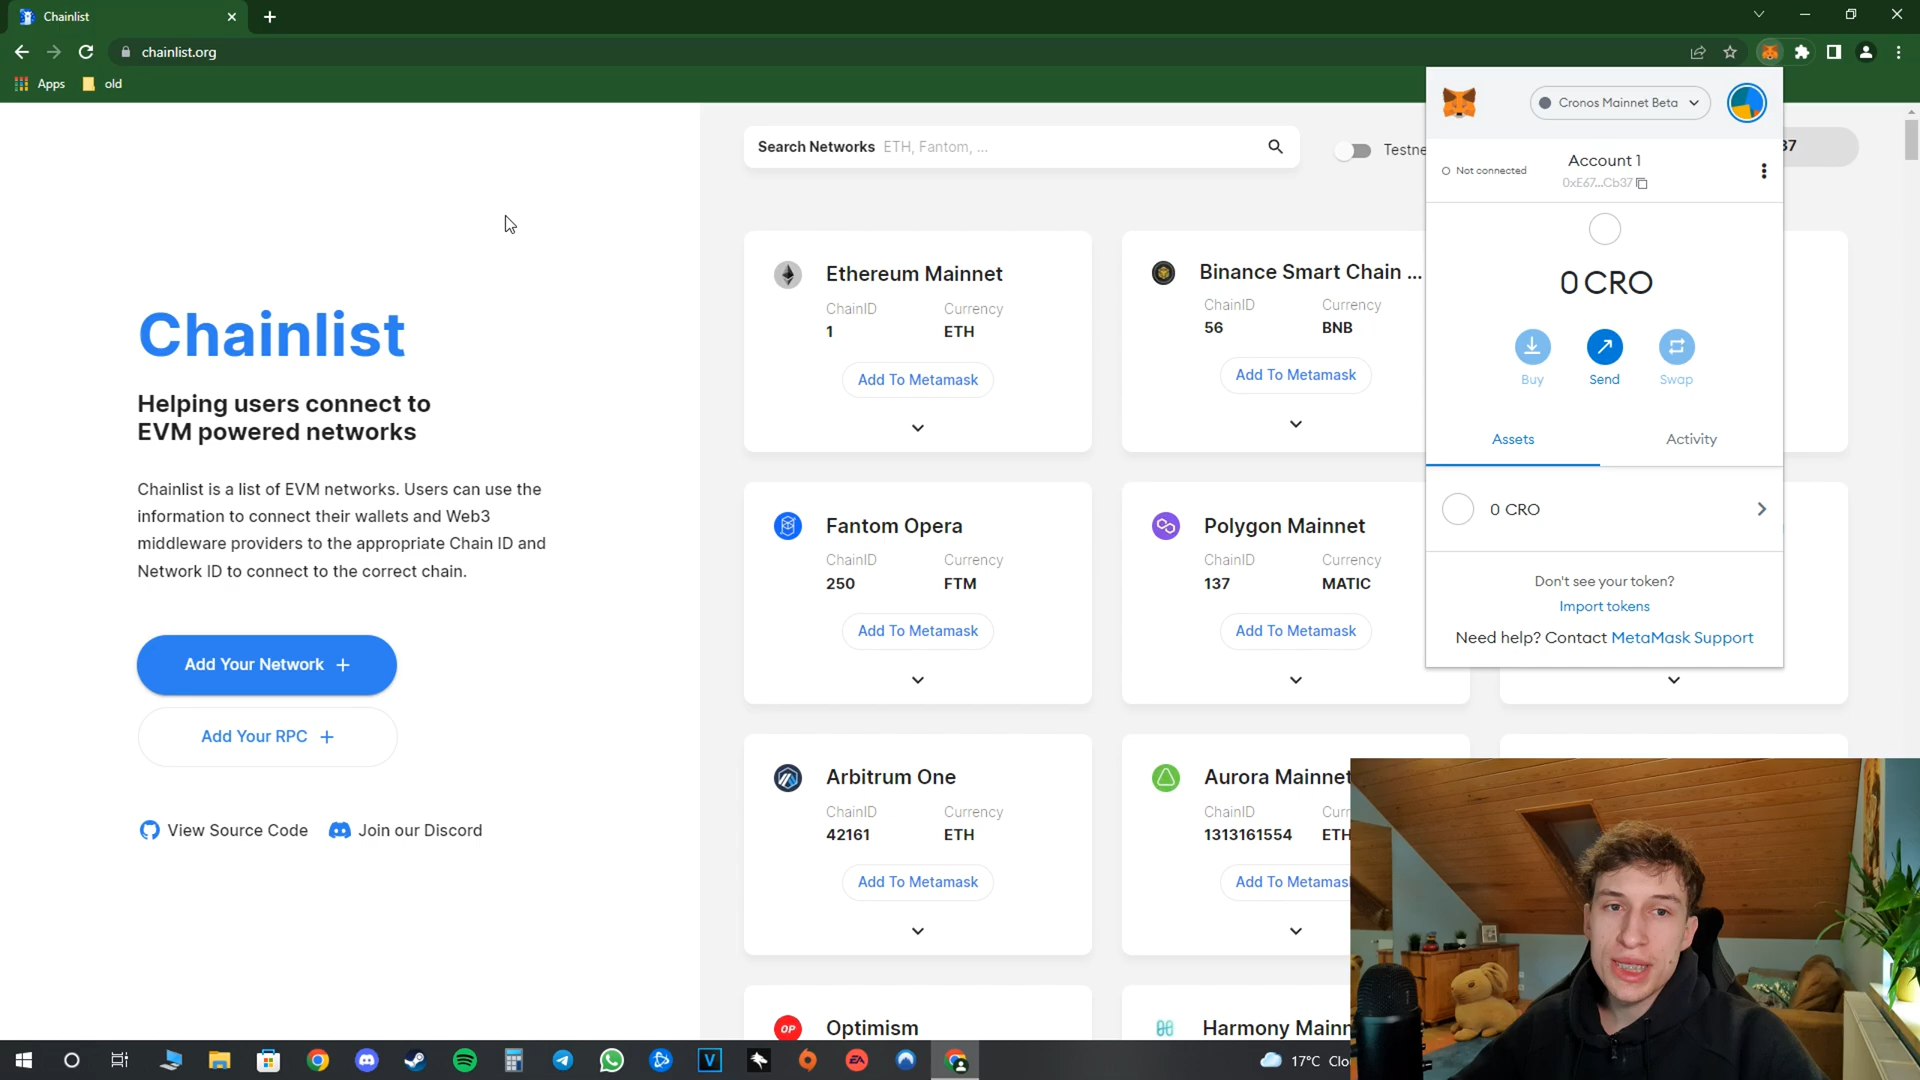 Chainlist
chainlist.org
Apps
old
Chainlist
Helping users connect to
EVM powered networks
Chainlist is a list of EVM networks. Users can use the
information to connect their wallets and Web3
middleware providers to the appropriate Chain ID and
Network ID to connect to the correct chain.
Add Your Network +
Add Your RPC +
View Source Code
Join our Discord
Search Networks ETH, Fantom, ...
Testne
37
Ethereum Mainnet
ChainID Currency
1 ETH
Add To Metamask
Binance Smart Chain ...
ChainID Currency
56 BNB
Add To Metamask
Fantom Opera
ChainID Currency
250 FTM
Add To Metamask
Polygon Mainnet
ChainID Currency
137 MATIC
Add To Metamask
Arbitrum One
ChainID Currency
42161 ETH
Add To Metamask
Aurora Mainnet
ChainID Curr
1313161554 ETH
Add To Metamas
OP
Optimism
Harmony Mainn
Cronos Mainnet Beta
Not connected
Account 1
0xE67...Cb37
0 CRO
Buy
Send
Swap
Assets
Activity
0 CRO
Don't see your token?
Import tokens
Need help? Contact MetaMask Support
V
EA
17°C Clo